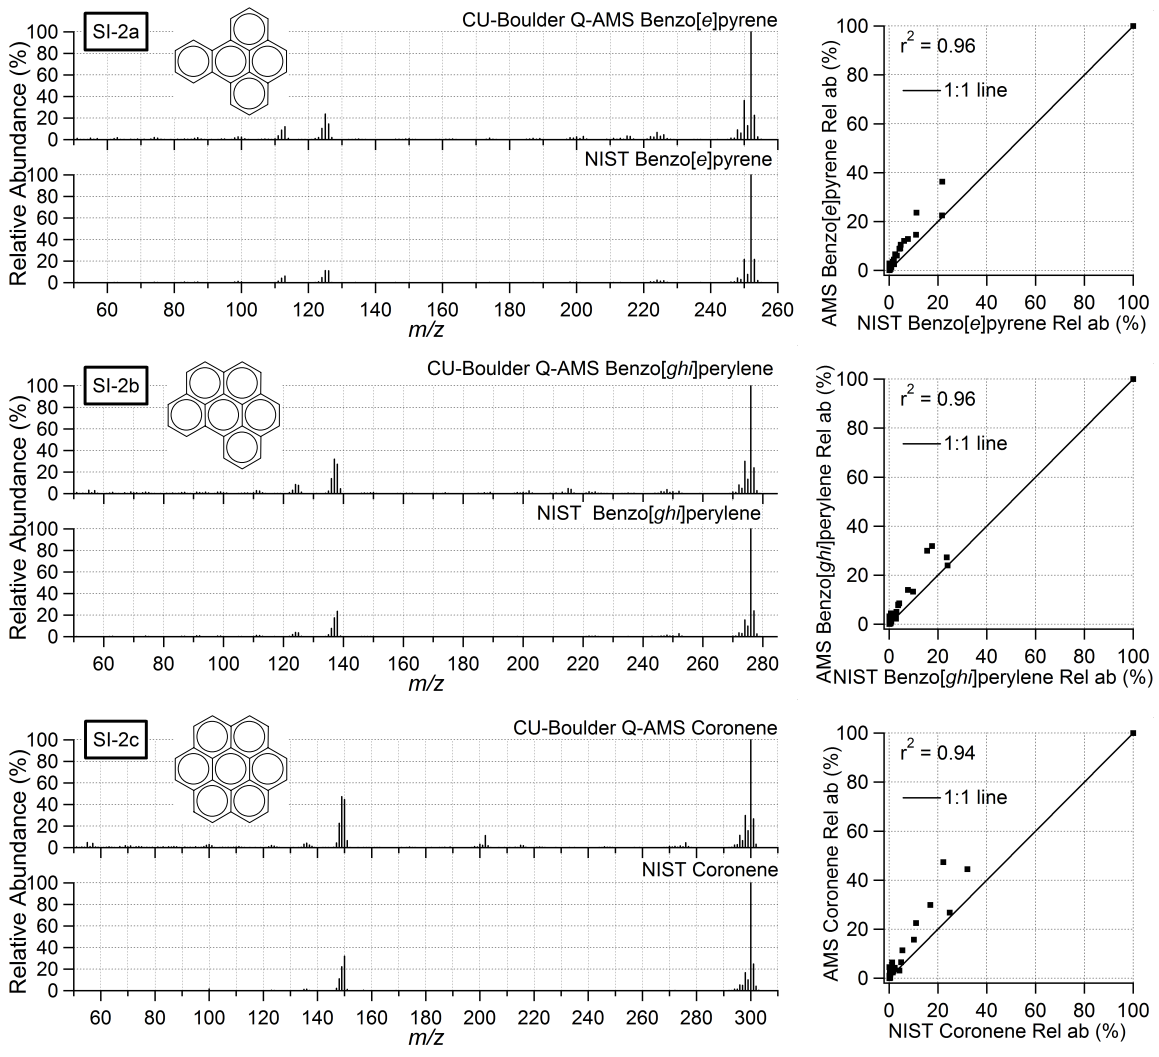 SI-2a
CU-Boulder Q-AMS Benzo[e]pyrene
100
80
60
40
20
0
NIST Benzo[e]pyrene
100
80
60
40
20
0
Relative Abundance (%)
60 80 100 120 140 160 180 200 220 240 260
m/z
r² = 0.96
1:1 line
100
80
60
40
20
0
AMS Benzo[e]pyrene Rel ab (%)
0 20 40 60 80 100
NIST Benzo[e]pyrene Rel ab (%)
SI-2b
CU-Boulder Q-AMS Benzo[ghi]perylene
100
80
60
40
20
0
NIST Benzo[ghi]perylene
100
80
60
40
20
0
Relative Abundance (%)
60 80 100 120 140 160 180 200 220 240 260 280
m/z
r² = 0.96
1:1 line
100
80
60
40
20
0
AMS Benzo[ghi]perylene Rel ab (%)
0 20 40 60 80 100
NIST Benzo[ghi]perylene Rel ab (%)
SI-2c
CU-Boulder Q-AMS Coronene
100
80
60
40
20
0
NIST Coronene
100
80
60
40
20
0
Relative Abundance (%)
60 80 100 120 140 160 180 200 220 240 260 280 300
m/z
r² = 0.94
1:1 line
100
80
60
40
20
0
AMS Coronene Rel ab (%)
0 20 40 60 80 100
NIST Coronene Rel ab (%)